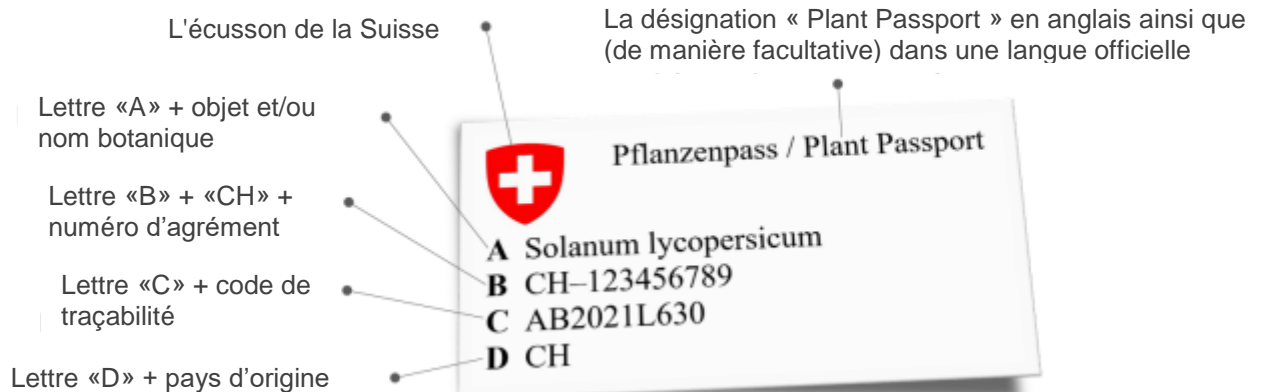 L'écusson de la Suisse
La désignation « Plant Passport » en anglais ainsi que
(de manière facultative) dans une langue officielle
Lettre «A» + objet et/ou
nom botanique
Lettre «B» + «CH» +
numéro d'agrément
Lettre «C» + code de
traçabilité
Lettre «D» + pays d'origine
Pflanzenpass / Plant Passport
A Solanum lycopersicum
B CH–123456789
C AB2021L630
D CH